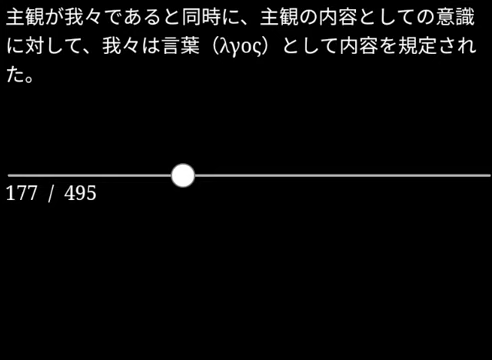 主観が我々であると同時に、主観の内容としての意識
に対して、我々は言葉（λγος）として内容を規定され
た。
177 / 495